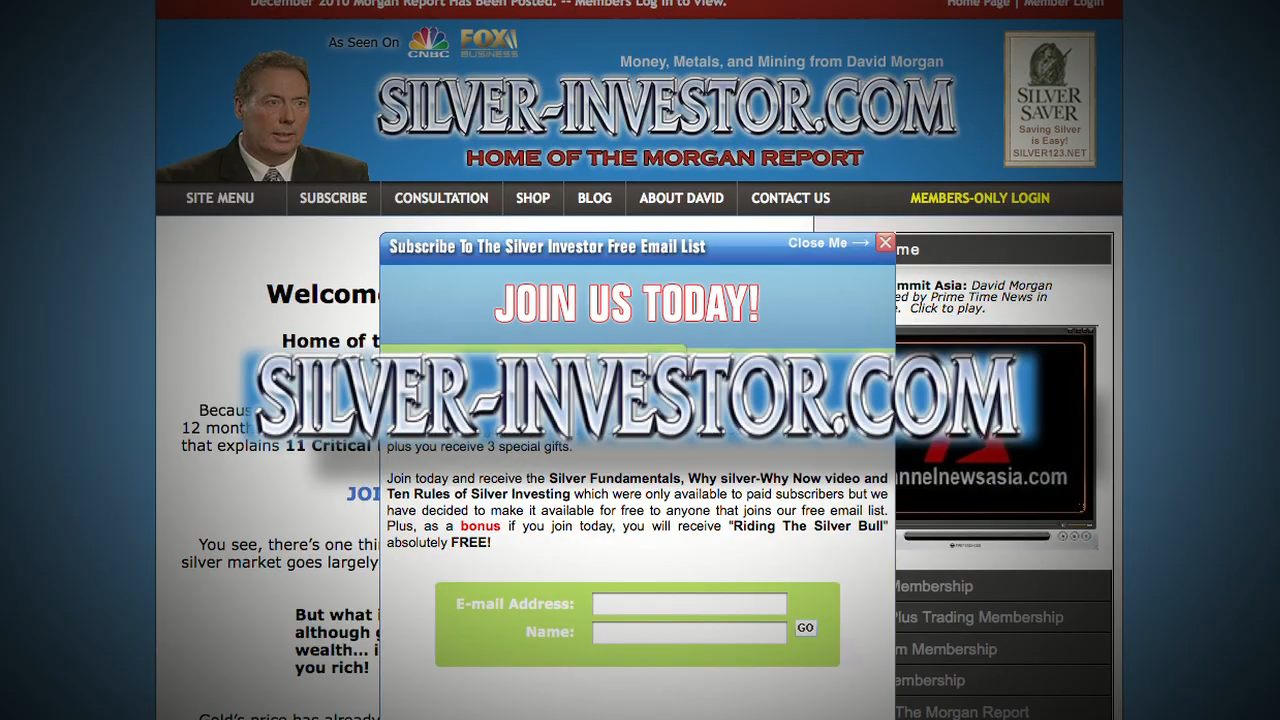 December 2010 Morgan Report Has Been Posted. -- Members Log in to View.
Home Page | Member Login
As Seen On
CNBC
FOX
BUSINESS
Money, Metals, and Mining from David Morgan
SILVER-INVESTOR.COM
HOME OF THE MORGAN REPORT
SILVER
SAVER
Saving Silver
is Easy!
SILVER123.NET
SITE MENU
SUBSCRIBE
CONSULTATION
SHOP
BLOG
ABOUT DAVID
CONTACT US
MEMBERS-ONLY LOGIN
Subscribe To The Silver Investor Free Email List
Close Me →
JOIN US TODAY!
Welcome
Home of t
SILVER-INVESTOR.COM
Becaus
12 month
that explains 11 Critical
plus you receive 3 special gifts.
Join today and receive the Silver Fundamentals, Why silver-Why Now video and
Ten Rules of Silver Investing which were only available to paid subscribers but we
have decided to make it available for free to anyone that joins our free email list.
Plus, as a bonus if you join today, you will receive "Riding The Silver Bull"
absolutely FREE!
E-mail Address:
Name:
GO
JOI
You see, there's one thi
silver market goes largely
But what i
although g
wealth... i
you rich!
Gold's price has already
me
mmit Asia: David Morgan
ed by Prime Time News in
e. Click to play.
annelnewsasia.com
Membership
Plus Trading Membership
m Membership
embership
The Morgan Report